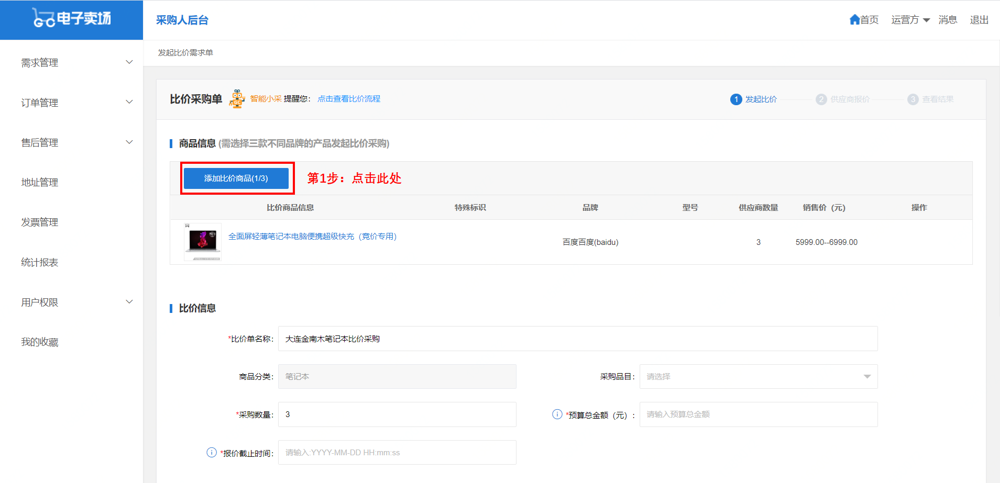 电子卖场
采购人后台
首页 运营方 消息 退出
发起比价需求单
需求管理
订单管理
售后管理
地址管理
发票管理
统计报表
用户权限
我的收藏
比价采购单 智能小采 提醒您： 点击查看比价流程
1 发起比价 2 供应商报价 3 查看结果
商品信息 (需选择三款不同品牌的产品发起比价采购)
添加比价商品(1/3) 第1步：点击此处
比价商品信息 特殊标识 品牌 型号 供应商数量 销售价（元） 操作
全面屏轻薄笔记本电脑便携超级快充（竞价专用） 百度百度(baidu) 3 5999.00--6999.00
比价信息
*比价单名称： 大连金南木笔记本比价采购
商品分类： 笔记本 采购品目： 请选择
*采购数量： 3 *预算总金额（元）： 请输入预算总金额
*报价截止时间： 请输入:YYYY-MM-DD HH:mm:ss